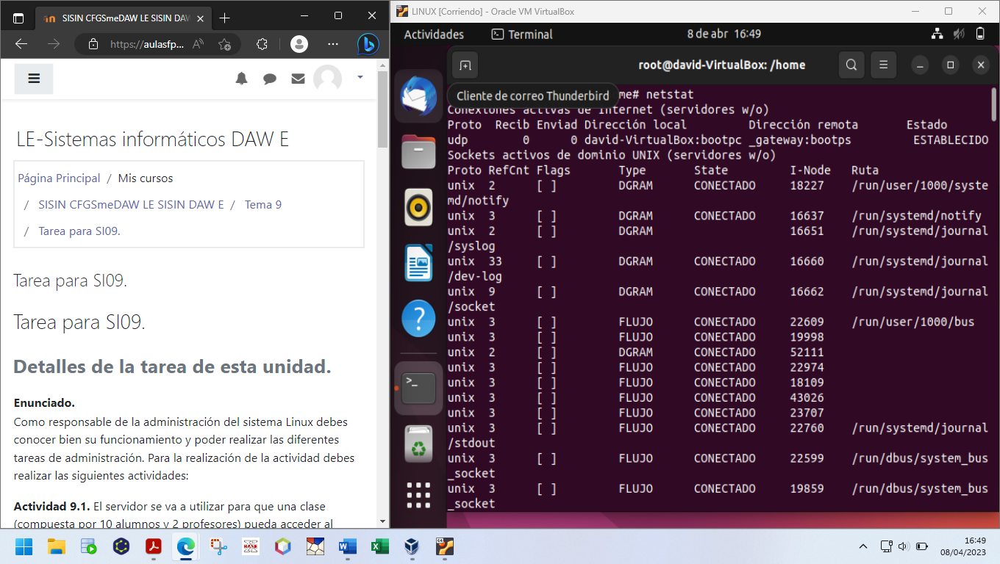 SISIN CFGSmeDAW LE SISIN DAW
https://aulasfp...
LE-Sistemas informáticos DAW E
Página Principal / Mis cursos
/ SISIN CFGSmeDAW LE SISIN DAW E / Tema 9
/ Tarea para SI09.
Tarea para SI09.
Tarea para SI09.
Detalles de la tarea de esta unidad.
Enunciado.
Como responsable de la administración del sistema Linux debes
conocer bien su funcionamiento y poder realizar las diferentes
tareas de administración. Para la realización de la actividad debes
realizar las siguientes actividades:
Actividad 9.1. El servidor se va a utilizar para que una clase
(compuesta por 10 alumnos y 2 profesores) pueda acceder al
LINUX [Corriendo] - Oracle VM VirtualBox
Actividades Terminal 8 de abr 16:49
root@david-VirtualBox: /home
Cliente de correo Thunderbird
me# netstat
Conexiones activas de Internet (servidores w/o)
Proto Recib Enviad Dirección local Dirección remota Estado
udp 0 0 david-VirtualBox:bootpc _gateway:bootps ESTABLECIDO
Sockets activos de dominio UNIX (servidores w/o)
Proto RefCnt Flags Type State I-Node Ruta
unix 2 [ ] DGRAM CONECTADO 18227 /run/user/1000/syste
md/notify
unix 3 [ ] DGRAM CONECTADO 16637 /run/systemd/notify
unix 2 [ ] DGRAM 16651 /run/systemd/journal
/syslog
unix 33 [ ] DGRAM CONECTADO 16660 /run/systemd/journal
/dev-log
unix 9 [ ] DGRAM CONECTADO 16662 /run/systemd/journal
/socket
unix 3 [ ] FLUJO CONECTADO 22609 /run/user/1000/bus
unix 3 [ ] FLUJO CONECTADO 19998
unix 2 [ ] DGRAM CONECTADO 52111
unix 3 [ ] FLUJO CONECTADO 22974
unix 3 [ ] FLUJO CONECTADO 18109
unix 3 [ ] FLUJO CONECTADO 43026
unix 3 [ ] FLUJO CONECTADO 23707
unix 3 [ ] FLUJO CONECTADO 22760 /run/systemd/journal
/stdout
unix 3 [ ] FLUJO CONECTADO 22599 /run/dbus/system_bus
_socket
unix 3 [ ] FLUJO CONECTADO 19859 /run/dbus/system_bus
_socket
16:49
08/04/2023